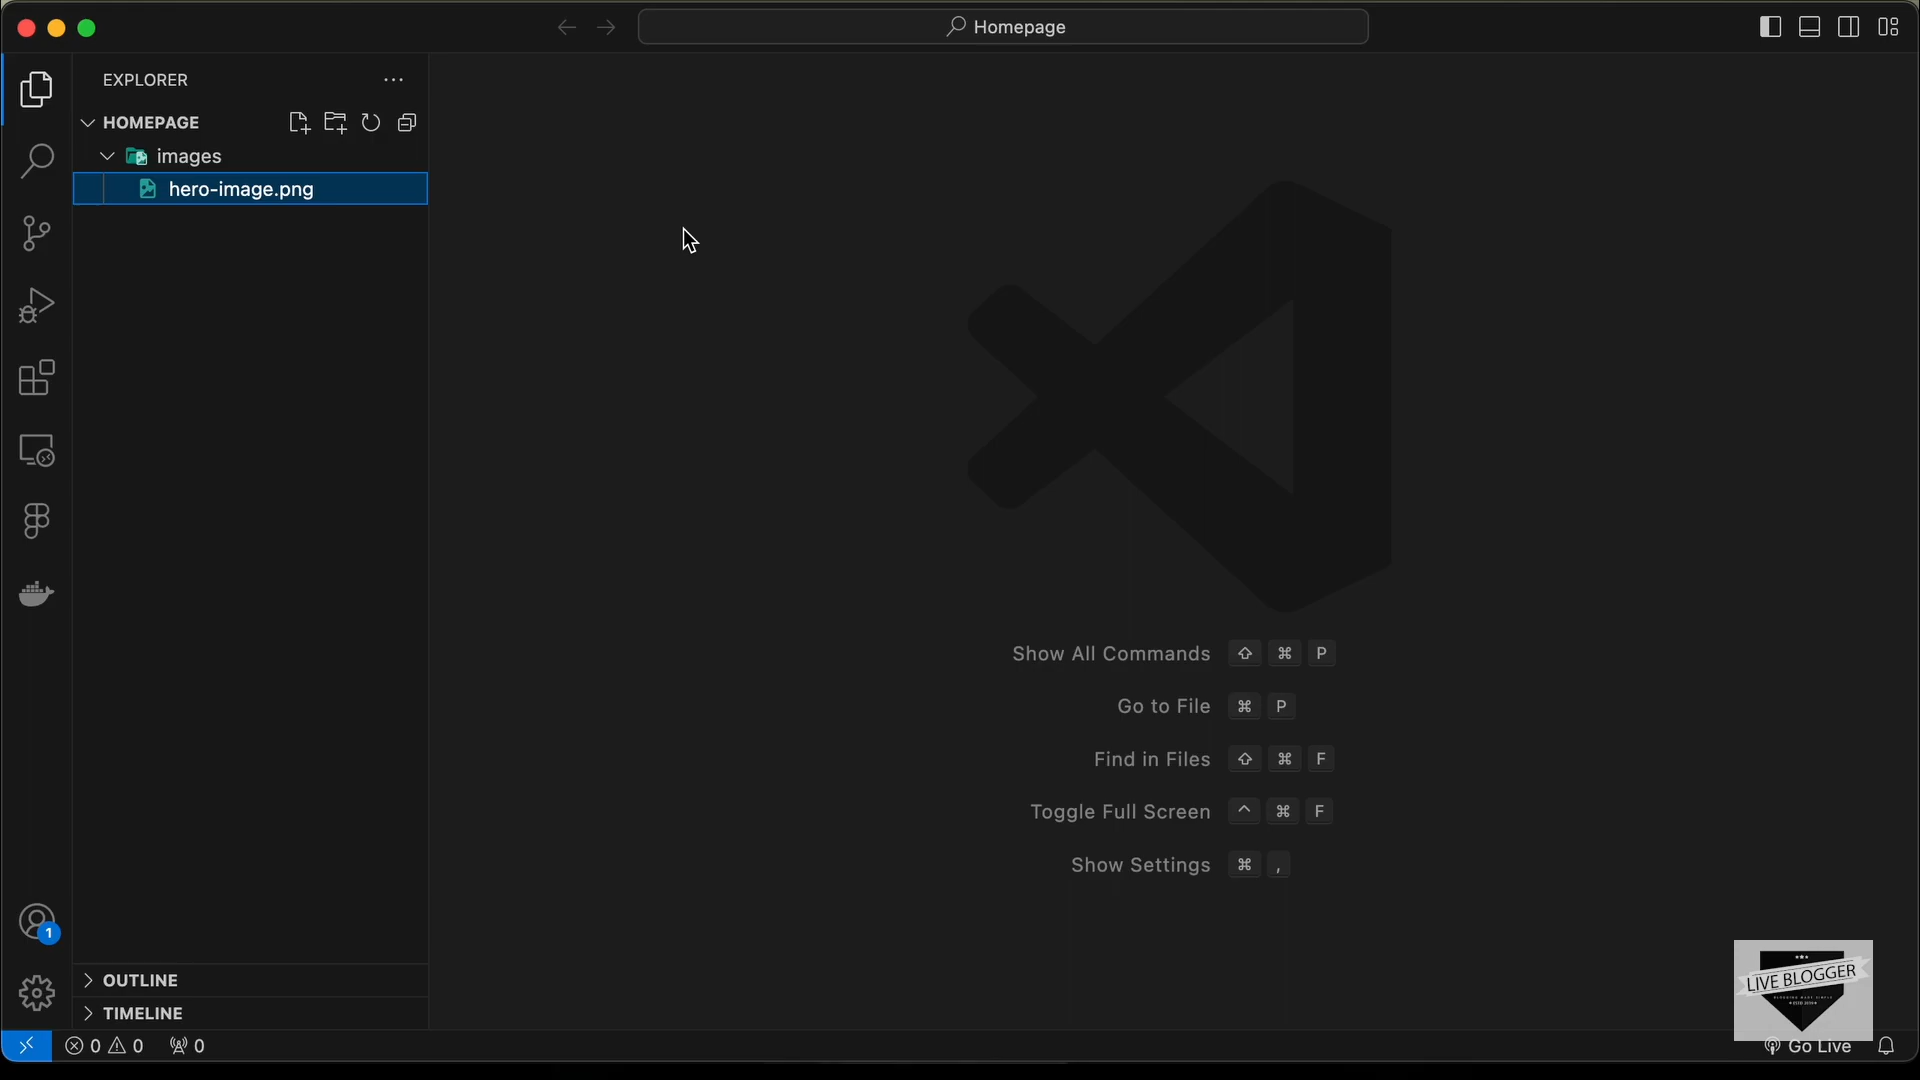 Homepage
EXPLORER
HOMEPAGE
images
hero-image.png
Show All Commands ⇧ ⌘ P
Go to File ⌘ P
Find in Files ⇧ ⌘ F
Toggle Full Screen ^ ⌘ F
Show Settings ⌘ ,
1
OUTLINE
TIMELINE
LIVE BLOGGER
0 0 0
Go Live